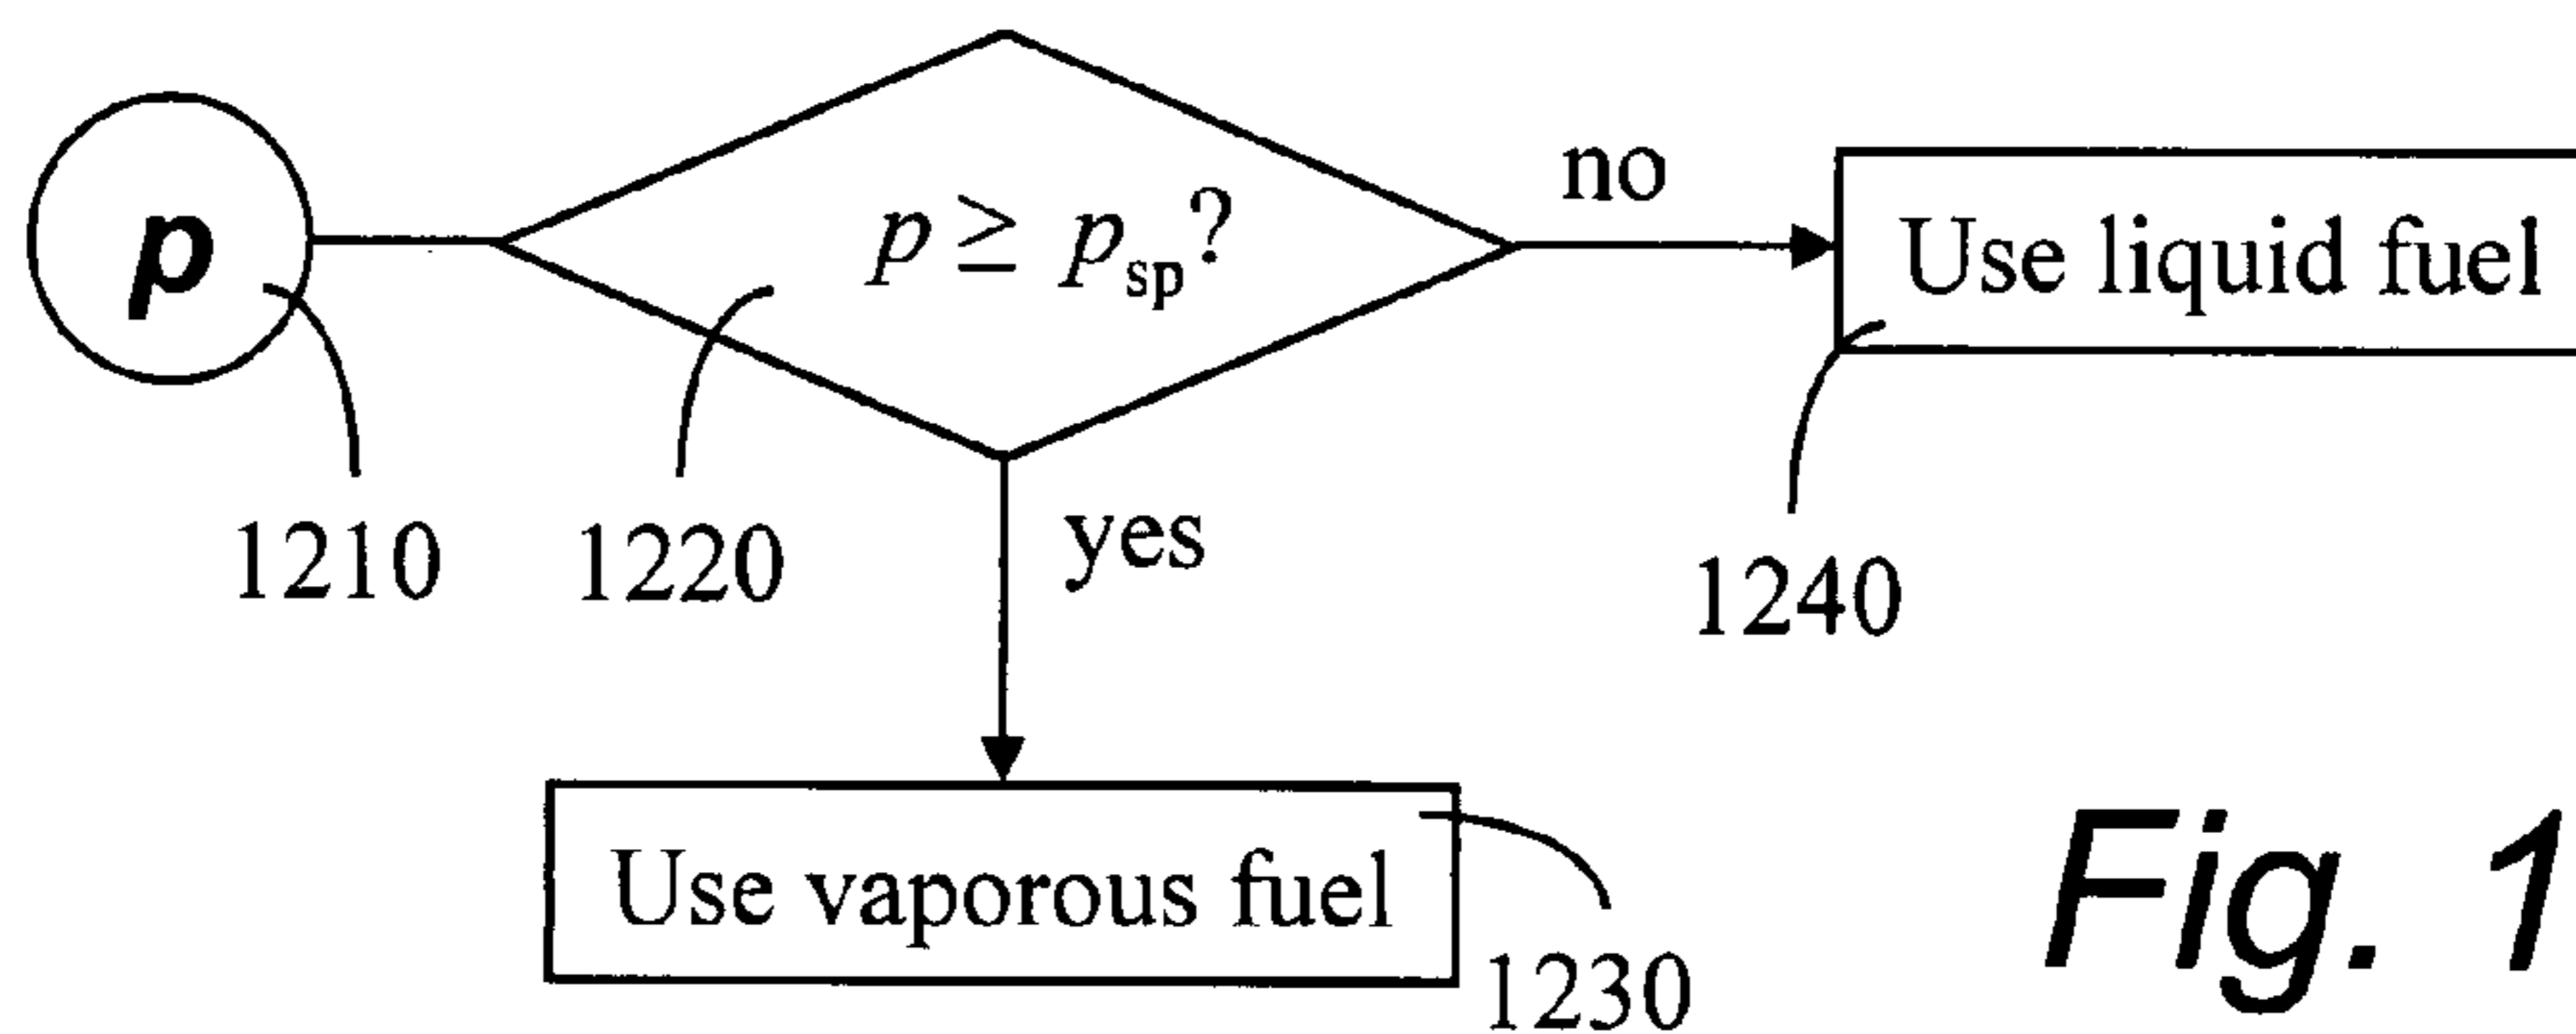 p
p ≥ psp?
no
Use liquid fuel
1210
1220
yes
1240
Use vaporous fuel
1230
Fig. 1